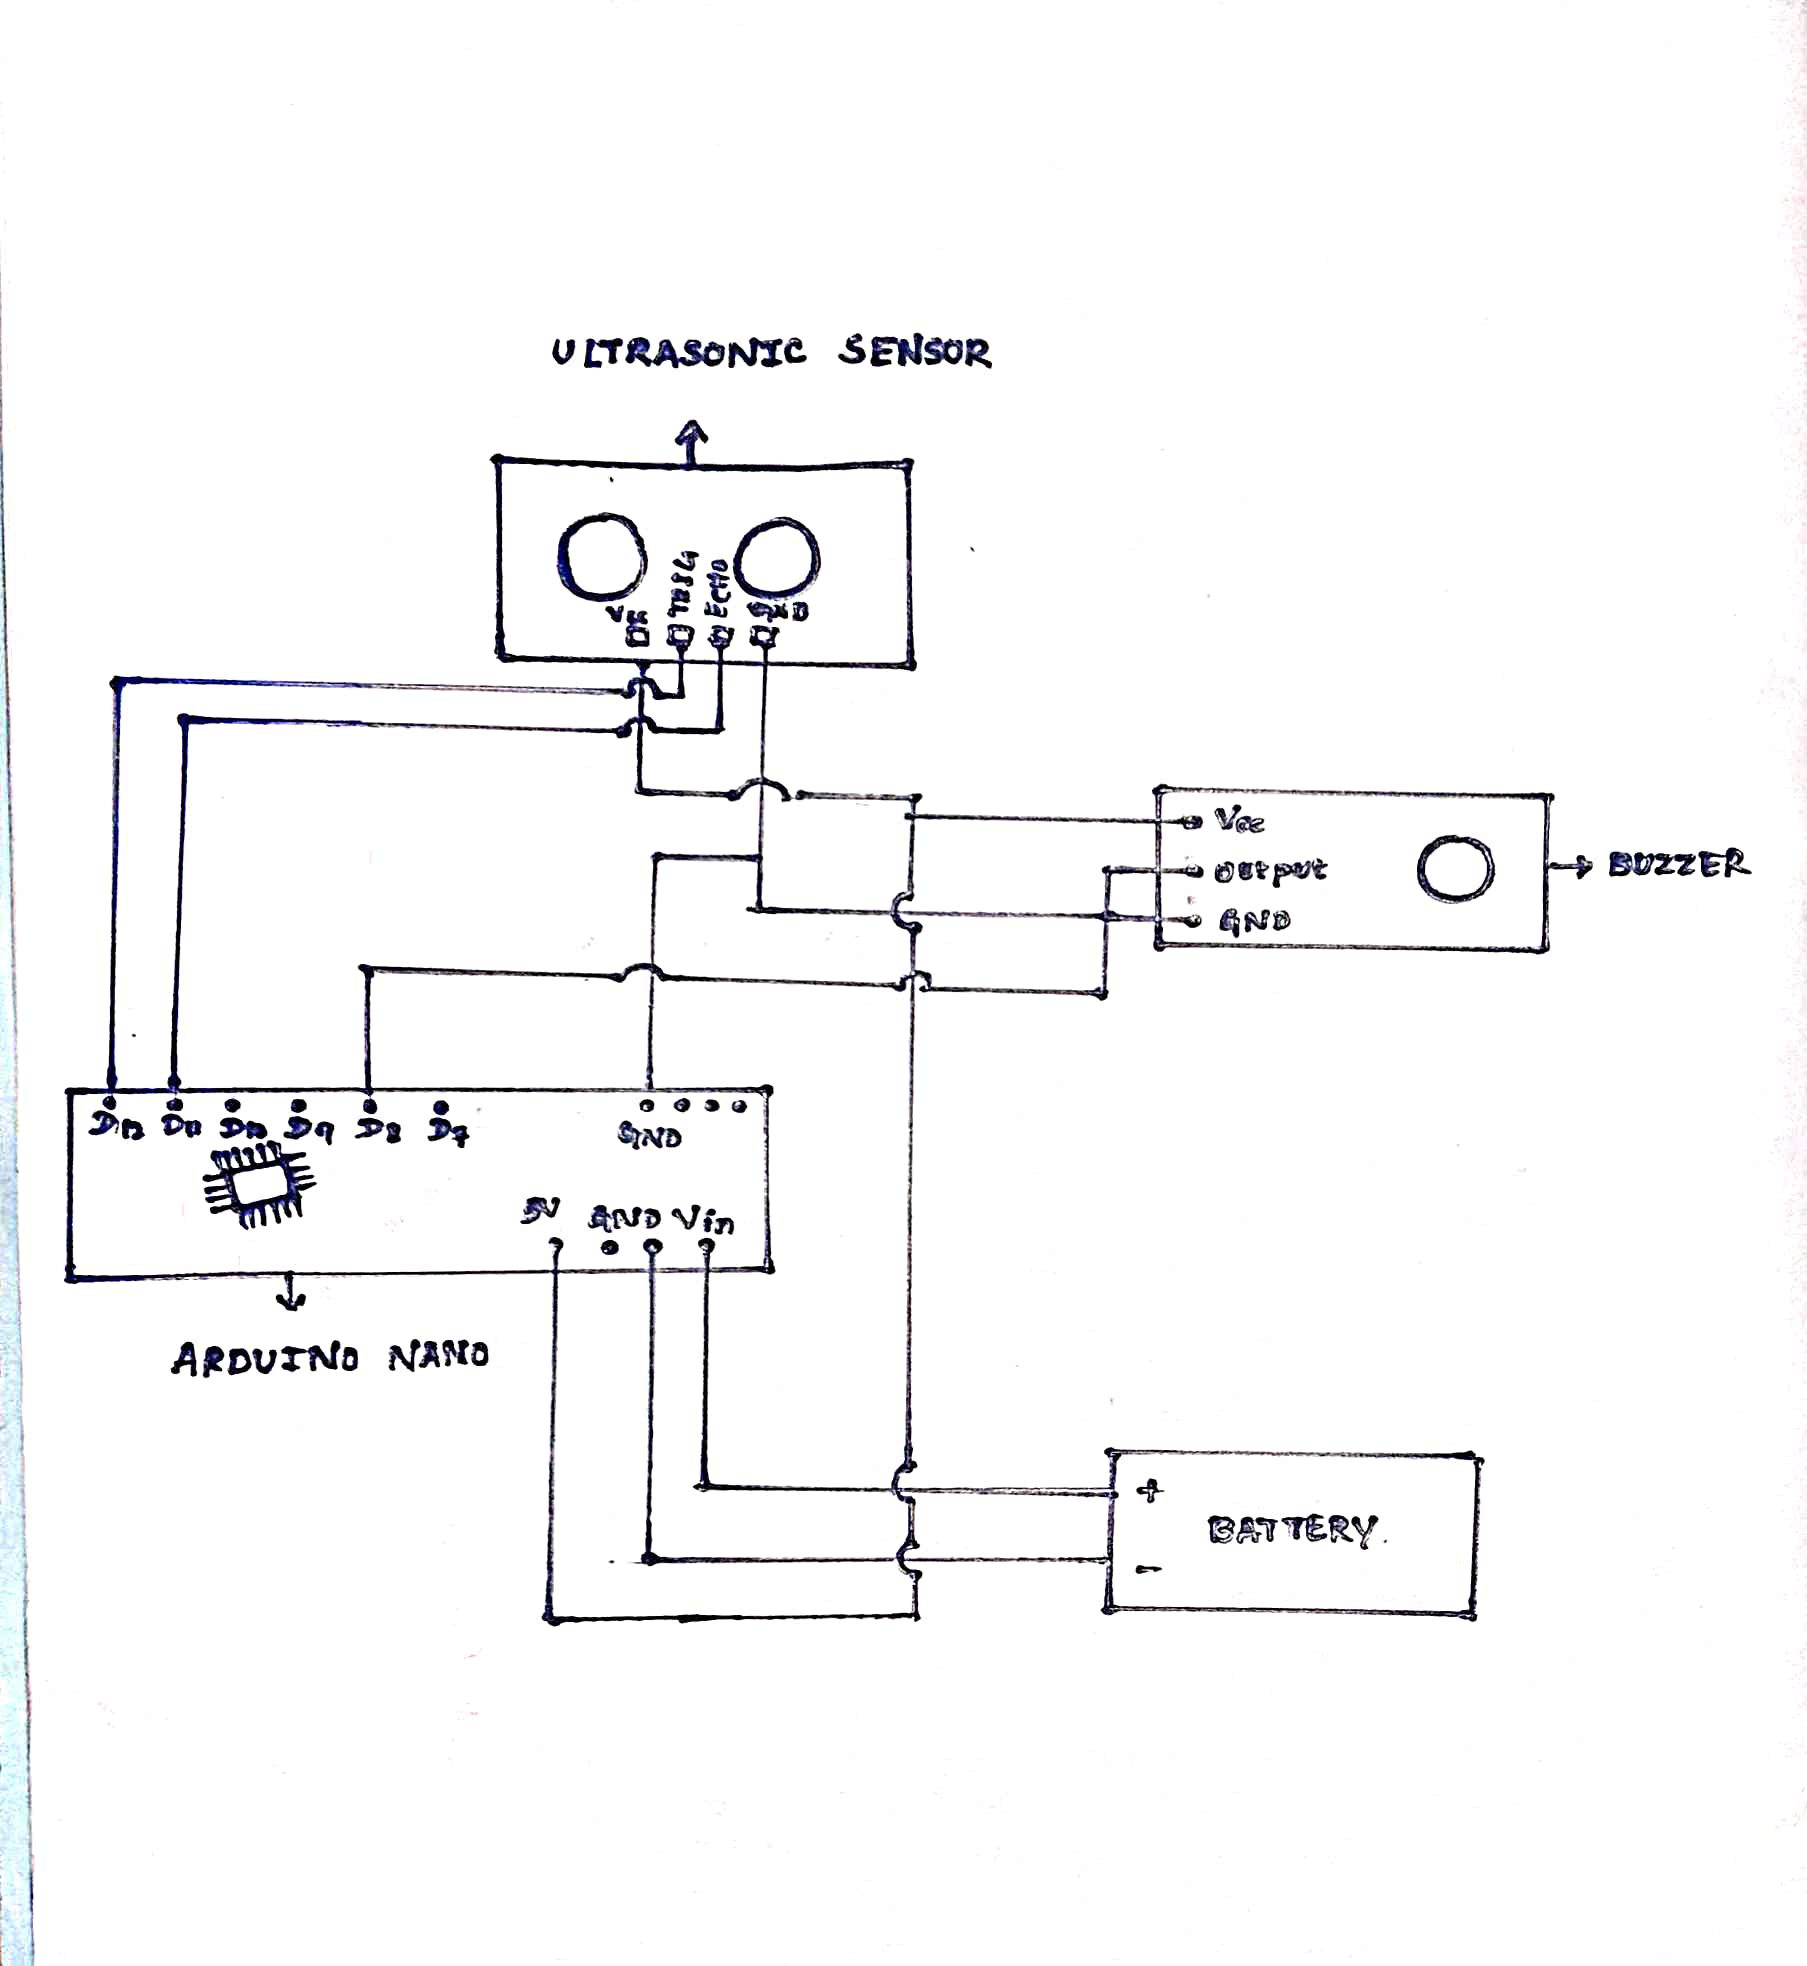 ULTRASONIC SENSOR
Vcc TRIG ECHO GND
Vcc
Output
GND
BUZZER
D12 D11 D10 D9 D8 D7
GND
5V GND Vin
ARDUINO NANO
+
BATTERY.
-